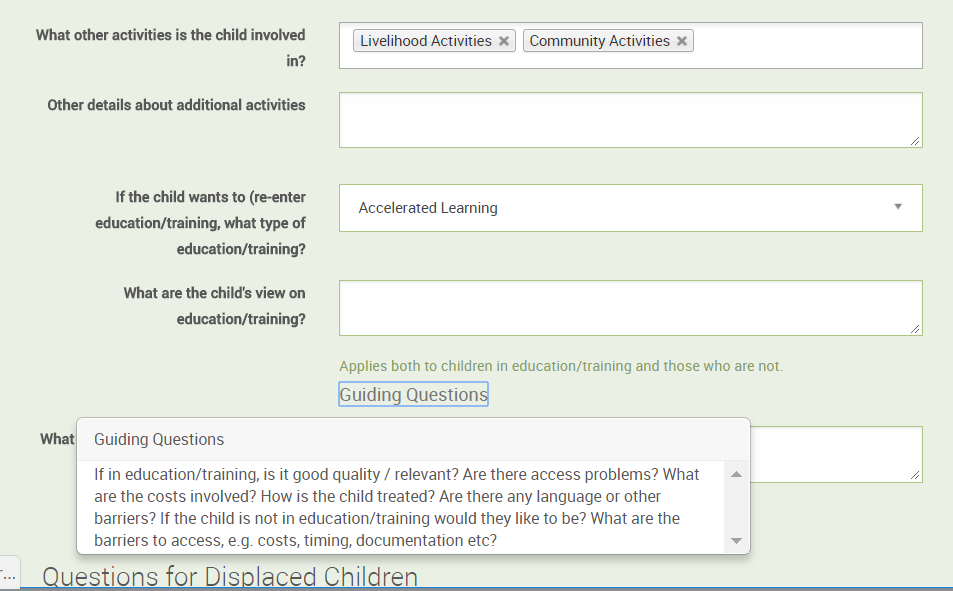 What other activities is the child involved
in?
Livelihood Activities × Community Activities ×
Other details about additional activities
If the child wants to (re-enter
education/training, what type of
education/training?
Accelerated Learning
What are the child's view on
education/training?
Applies both to children in education/training and those who are not.
Guiding Questions
What
Guiding Questions
If in education/training, is it good quality / relevant? Are there access problems? What
are the costs involved? How is the child treated? Are there any language or other
barriers? If the child is not in education/training would they like to be? What are the
barriers to access, e.g. costs, timing, documentation etc?
r...
Questions for Displaced Children